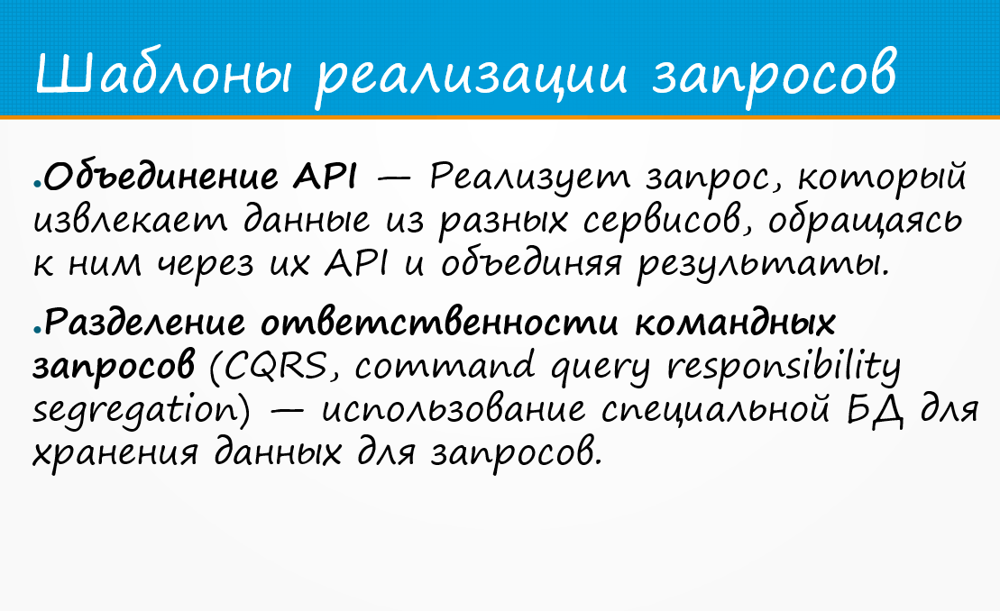 Шаблоны реализации запросов
•Объединение API — Реализует запрос, который
извлекает данные из разных сервисов, обращаясь
к ним через их API и объединяя результаты.
•Разделение ответственности командных
запросов (CQRS, command query responsibility
segregation) — использование специальной БД для
хранения данных для запросов.